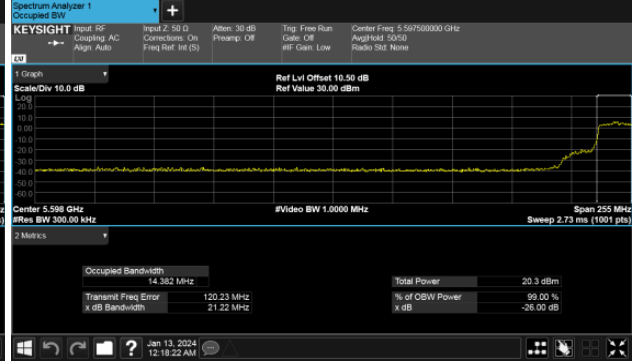 Spectrum Analyzer 1
Occupied BW
+
KEYSIGHT
Input: RF
Coupling: AC
Align: Auto
Input Z: 50 Ω
Corrections: On
Freq Ref: Int (S)
Atten: 30 dB
Preamp: Off
Trig: Free Run
Gate: Off
#IF Gain: Low
Center Freq: 5.597500000 GHz
Avg|Hold: 50/50
Radio Std: None
LXI
1 Graph
Scale/Div 10.0 dB
Ref Lvl Offset 10.50 dB
Ref Value 30.00 dBm
Log
20.0
10.0
0.00
-10.0
-20.0
-30.0
-40.0
-50.0
-60.0
Center 5.598 GHz
#Res BW 300.00 kHz
#Video BW 1.0000 MHz
Span 255 MHz
Sweep 2.73 ms (1001 pts)
2 Metrics
Occupied Bandwidth
14.382 MHz
Transmit Freq Error 120.23 MHz
x dB Bandwidth 21.22 MHz
Total Power 20.3 dBm
% of OBW Power 99.00 %
x dB -26.00 dB
?
Jan 13, 2024
12:18:22 AM